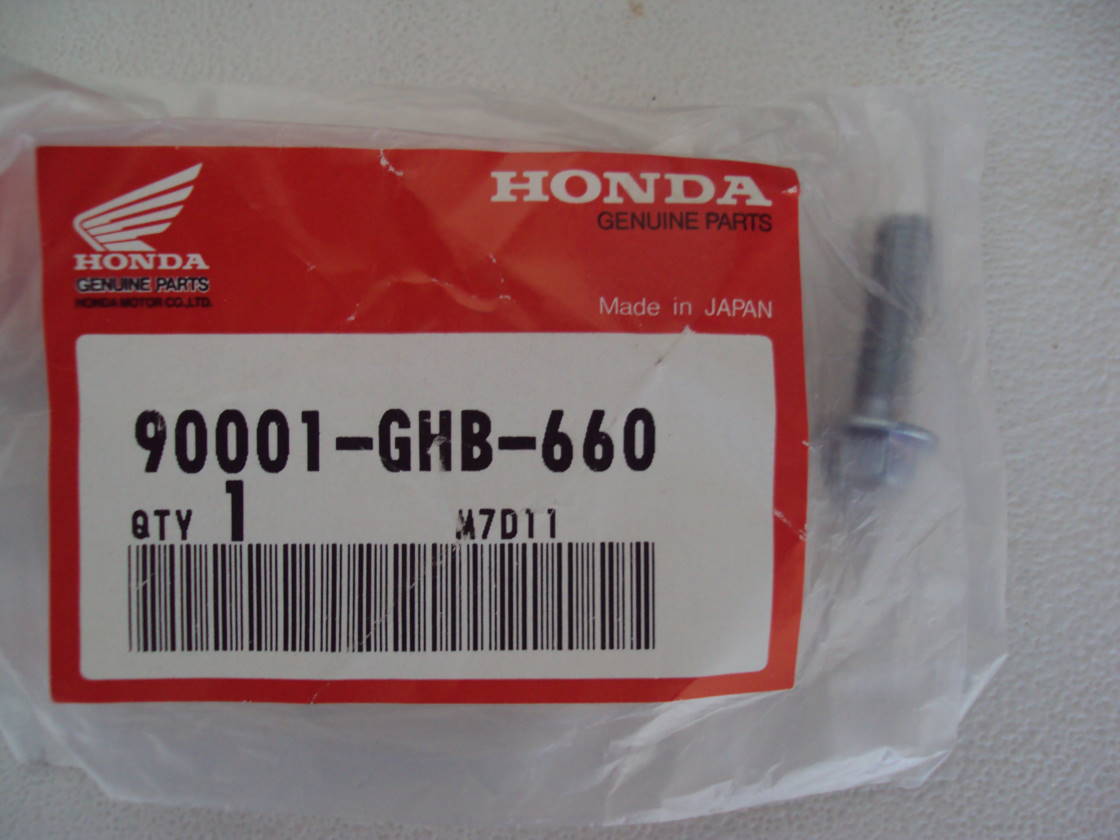 HONDA
GENUINE PARTS
HONDA MOTOR CO.,LTD.
HONDA
GENUINE PARTS
Made in JAPAN
90001-GHB-660
QTY 1 M7D11